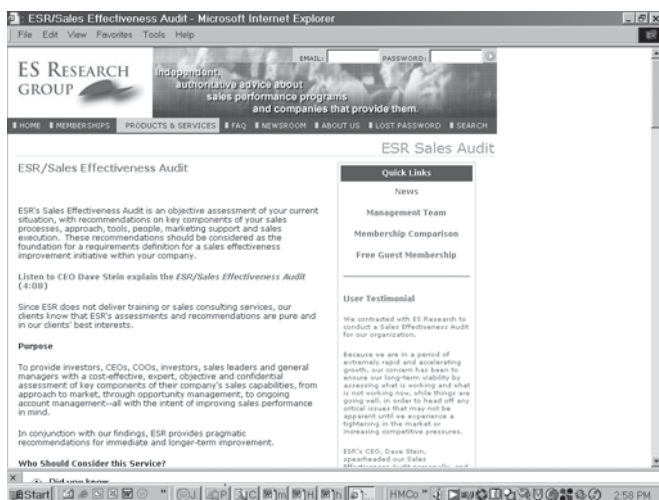 ESR/Sales Effectiveness Audit - Microsoft Internet Explorer
File Edit View Favorites Tools Help
EMAIL: PASSWORD:
ES RESEARCH
GROUP
Independent,
authoritative advice about
sales performance programs
and companies that provide them.
HOME MEMBERSHIPS PRODUCTS & SERVICES FAQ NEWSROOM ABOUT US LOST PASSWORD SEARCH
ESR Sales Audit
ESR/Sales Effectiveness Audit
ESR's Sales Effectiveness Audit is an objective assessment of your current
situation, with recommendations on key components of your sales
processes, approach, tools, people, marketing support and sales
execution. These recommendations should be considered as the
foundation for a requirements definition for a sales effectiveness
improvement initiative within your company.
Listen to CEO Dave Stein explain the ESR/Sales Effectiveness Audit
(4:08)
Since ESR does not deliver training or sales consulting services, our
clients know that ESR's assessments and recommendations are pure and
in our clients' best interests.
Purpose
To provide investors, CEOs, COOs, investors, sales leaders and general
managers with a cost-effective, expert, objective and confidential
assessment of key components of their company's sales capabilities, from
approach to market, through opportunity management, to ongoing
account management--all with the intent of improving sales performance
in mind.
In conjunction with our findings, ESR provides pragmatic
recommendations for immediate and longer-term improvement.
Who Should Consider this Service?
Quick Links
News
Management Team
Membership Comparison
Free Guest Membership
User Testimonial
We contracted with ES Research to
conduct a Sales Effectiveness Audit
for our organization.
Because we are in a period of
extremely rapid and accelerating
growth, our concern has been to
ensure our long-term viability by
assessing what is working and what
is not working now, while things are
going well, in order to head off any
critical issues that may not be
apparent until we experience a
tightening in the market or
increasing competitive pressures.
ESR's CEO, Dave Stein,
spearheaded our Sales
Effectiveness Audit personally, and
Did you know
Start HMCo 2:58 PM